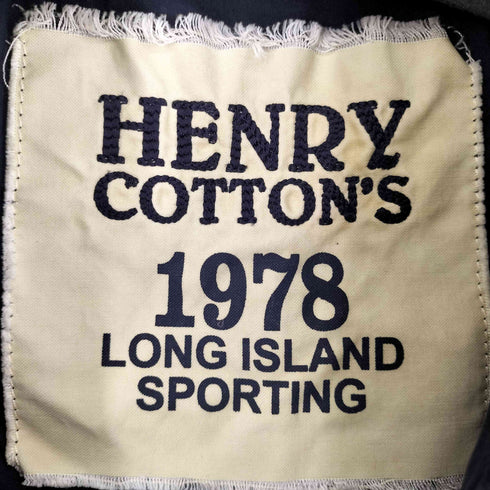 HENRY
COTTON'S
1978
LONG ISLAND
SPORTING